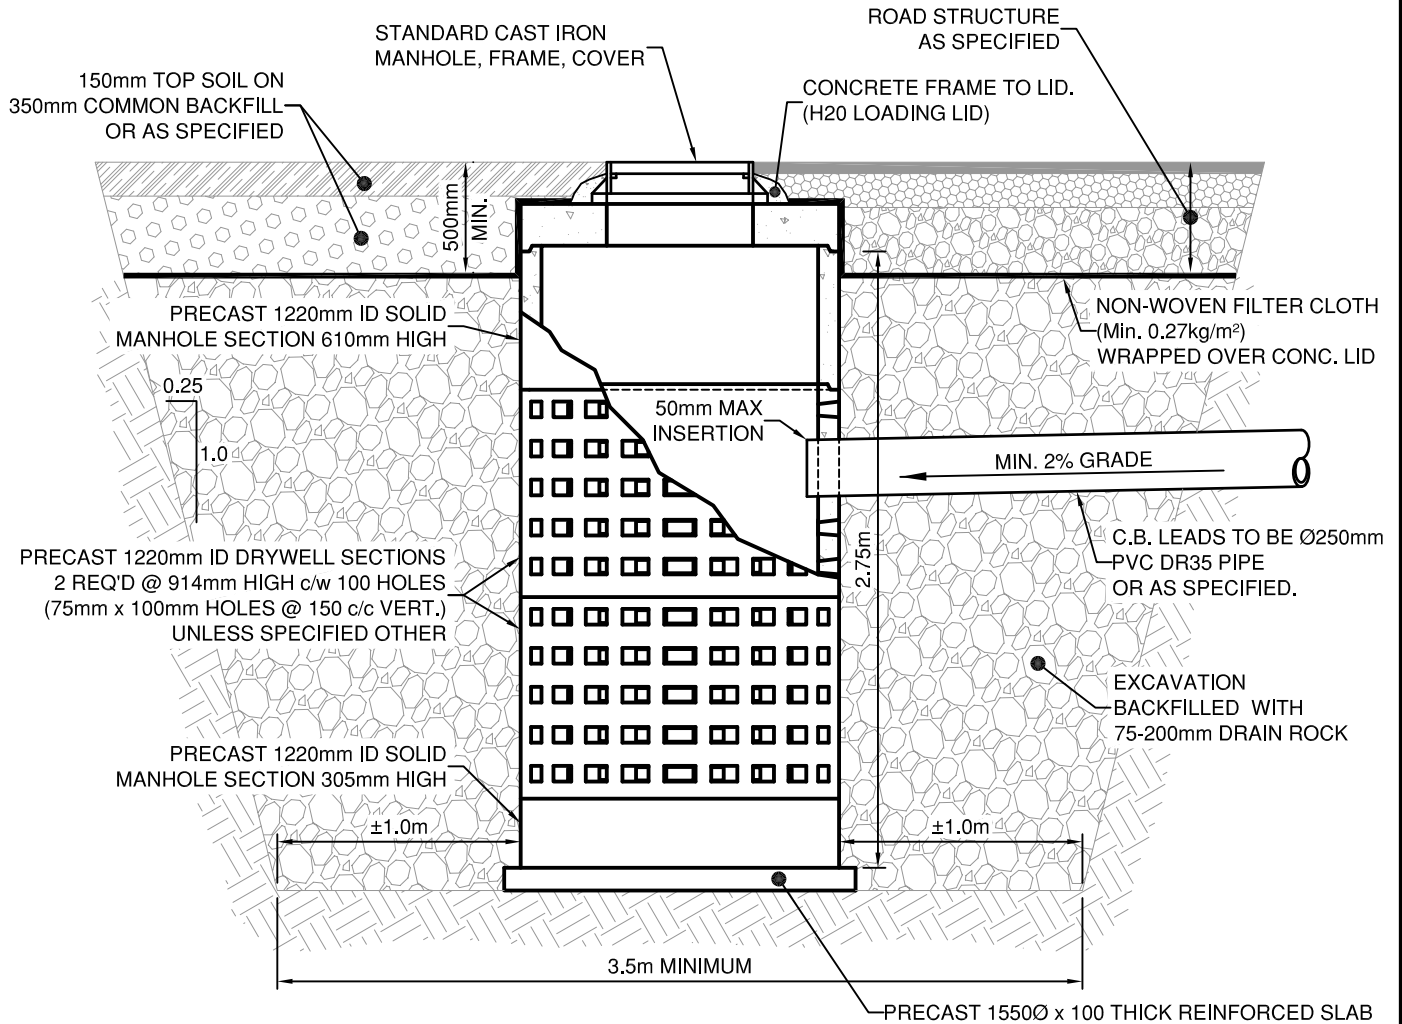 STANDARD CAST IRON
MANHOLE, FRAME, COVER
ROAD STRUCTURE
AS SPECIFIED
150mm TOP SOIL ON
350mm COMMON BACKFILL
OR AS SPECIFIED
CONCRETE FRAME TO LID.
(H20 LOADING LID)
500mm
MIN.
PRECAST 1220mm ID SOLID
MANHOLE SECTION 610mm HIGH
NON-WOVEN FILTER CLOTH
(Min. 0.27kg/m²)
WRAPPED OVER CONC. LID
0.25
1.0
50mm MAX
INSERTION
MIN. 2% GRADE
2.75m
PRECAST 1220mm ID DRYWELL SECTIONS
2 REQ'D @ 914mm HIGH c/w 100 HOLES
(75mm x 100mm HOLES @ 150 c/c VERT.)
UNLESS SPECIFIED OTHER
C.B. LEADS TO BE Ø250mm
PVC DR35 PIPE
OR AS SPECIFIED.
EXCAVATION
BACKFILLED WITH
75-200mm DRAIN ROCK
PRECAST 1220mm ID SOLID
MANHOLE SECTION 305mm HIGH
±1.0m
±1.0m
3.5m MINIMUM
PRECAST 1550Ø x 100 THICK REINFORCED SLAB